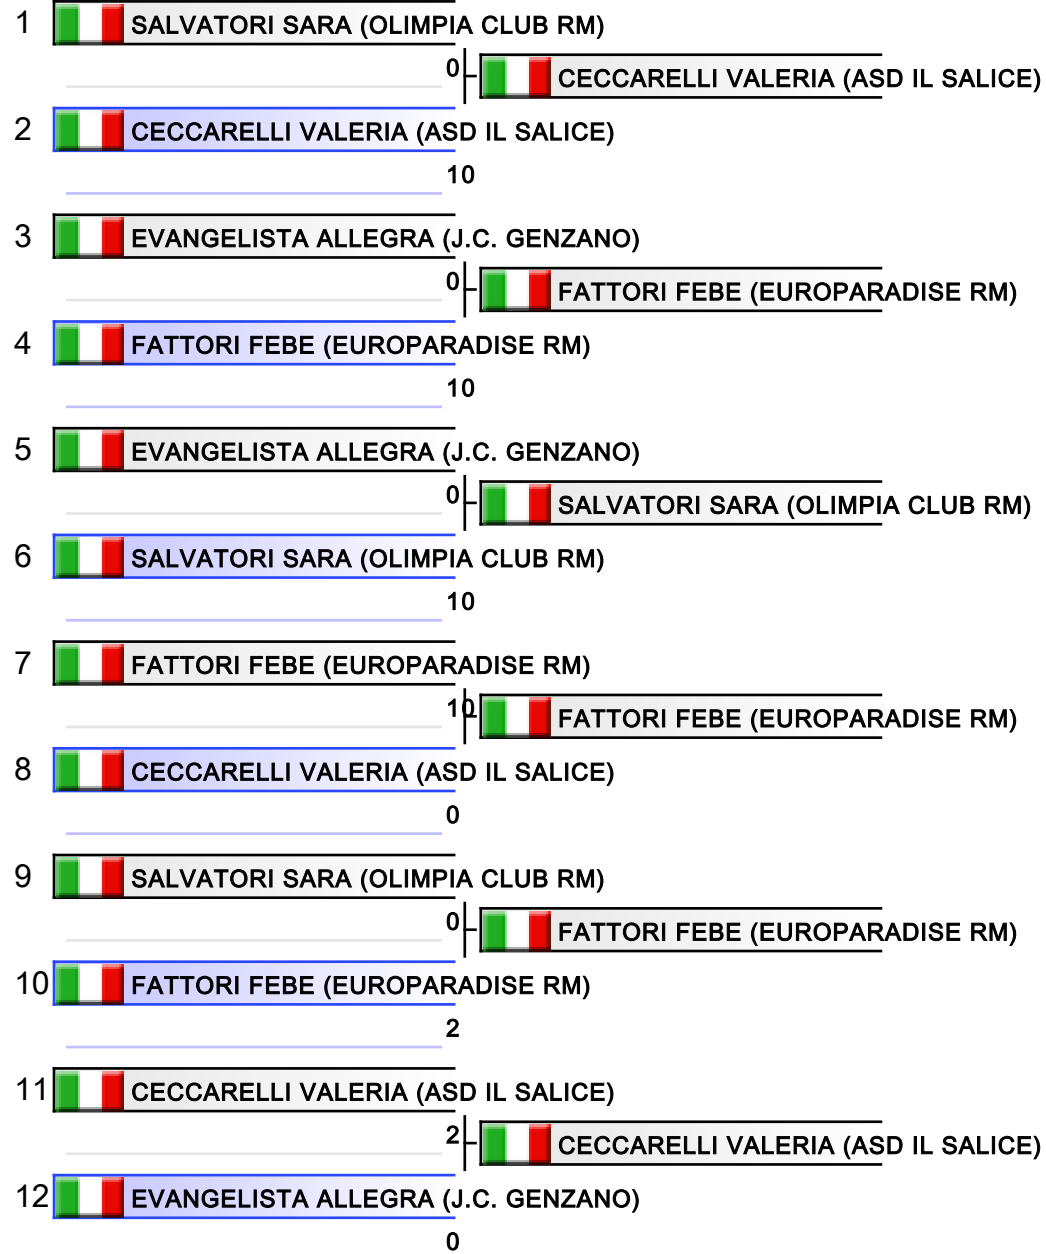 1 SALVATORI SARA (OLIMPIA CLUB RM)
0 CECCARELLI VALERIA (ASD IL SALICE)
2 CECCARELLI VALERIA (ASD IL SALICE)
10
3 EVANGELISTA ALLEGRA (J.C. GENZANO)
0 FATTORI FEBE (EUROPARADISE RM)
4 FATTORI FEBE (EUROPARADISE RM)
10
5 EVANGELISTA ALLEGRA (J.C. GENZANO)
0 SALVATORI SARA (OLIMPIA CLUB RM)
6 SALVATORI SARA (OLIMPIA CLUB RM)
10
7 FATTORI FEBE (EUROPARADISE RM)
10 FATTORI FEBE (EUROPARADISE RM)
8 CECCARELLI VALERIA (ASD IL SALICE)
0
9 SALVATORI SARA (OLIMPIA CLUB RM)
0 FATTORI FEBE (EUROPARADISE RM)
10 FATTORI FEBE (EUROPARADISE RM)
2
11 CECCARELLI VALERIA (ASD IL SALICE)
2 CECCARELLI VALERIA (ASD IL SALICE)
12 EVANGELISTA ALLEGRA (J.C. GENZANO)
0